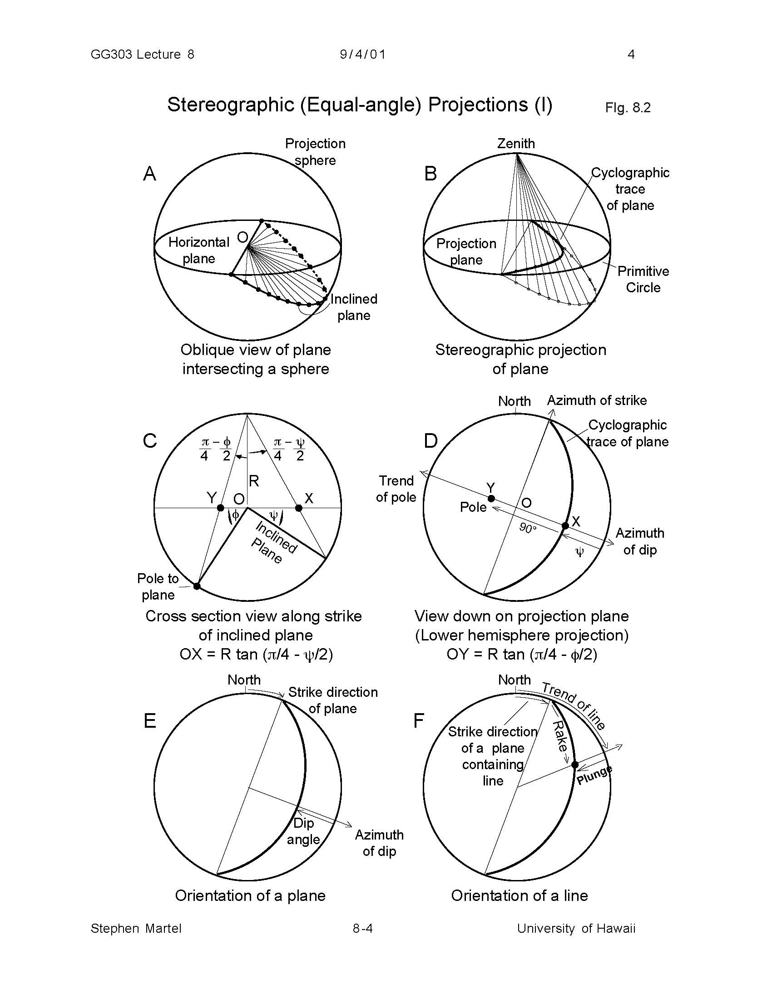 GG303 Lecture 8 9/4/01 4
Stereographic (Equal-angle) Projections (I) FIg. 8.2
A
Projection
sphere
Horizontal
plane
O
Inclined
plane
Oblique view of plane
intersecting a sphere
B
Zenith
Cyclographic
trace
of plane
Projection
plane
Primitive
Circle
Stereographic projection
of plane
C
π/4 – φ/2
π/4 – ψ/2
R
Y
O
X
φ
ψ
Inclined
Plane
Pole to
plane
Cross section view along strike
of inclined plane
OX = R tan (π/4 - ψ/2)
D
North
Azimuth of strike
Cyclographic
trace of plane
Trend
of pole
Y
Pole
O
X
90°
ψ
Azimuth
of dip
View down on projection plane
(Lower hemisphere projection)
OY = R tan (π/4 - φ/2)
E
North
Strike direction
of plane
Dip
angle
Azimuth
of dip
Orientation of a plane
F
North
Trend of line
Strike direction
of a plane
containing
line
Rake
Plunge
Orientation of a line
Stephen Martel 8-4 University of Hawaii